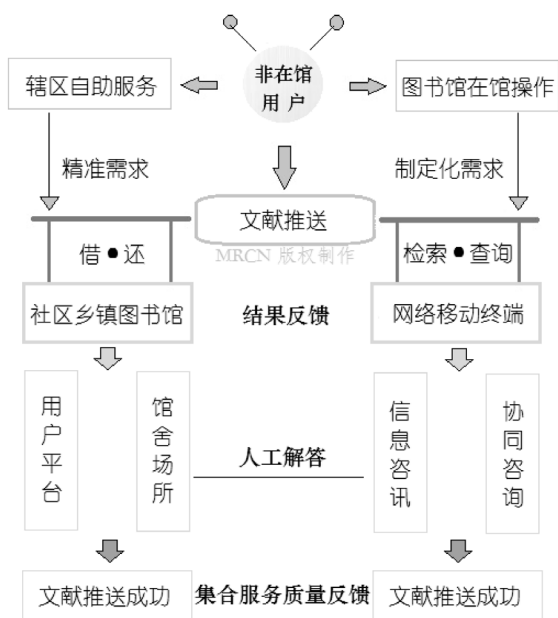 非在馆
用 户
辖区自助服务
图书馆在馆操作
精准需求
制定化需求
文献推送
MRCN 版权制作
借●还
检索●查询
社区乡镇图书馆
结果反馈
网络移动终端
用户平台
馆舍场所
人工解答
信息咨讯
协同咨询
文献推送成功
集合服务质量反馈
文献推送成功